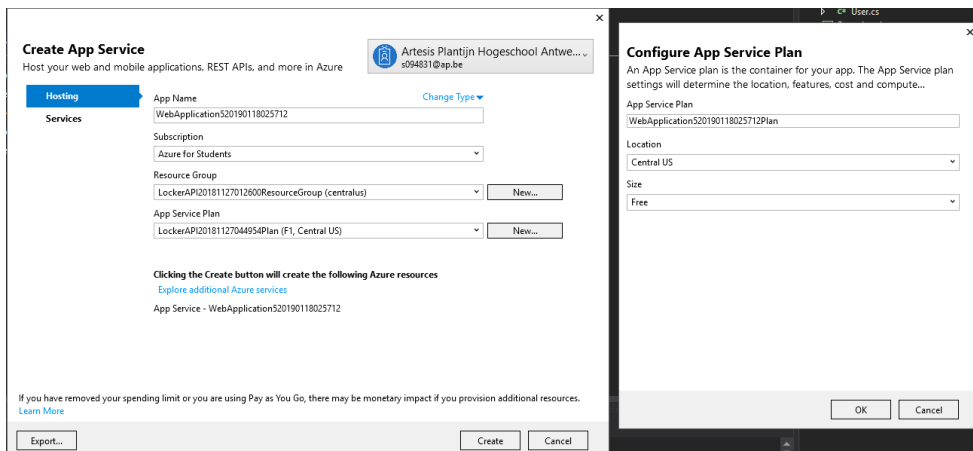 Create App Service
Host your web and mobile applications, REST APIs, and more in Azure
Artesis Plantijn Hogeschool Antwe...
s094831@ap.be
Hosting
Services
App Name
Change Type
WebApplication520190118025712
Subscription
Azure for Students
Resource Group
LockerAPI20181127012600ResourceGroup (centralus)
New...
App Service Plan
LockerAPI20181127044954Plan (F1, Central US)
New...
Clicking the Create button will create the following Azure resources
Explore additional Azure services
App Service - WebApplication520190118025712
If you have removed your spending limit or you are using Pay as You Go, there may be monetary impact if you provision additional resources.
Learn More
Export...
Create
Cancel
C# User.cs
Configure App Service Plan
An App Service plan is the container for your app. The App Service plan
settings will determine the location, features, cost and compute...
App Service Plan
WebApplication520190118025712Plan
Location
Central US
Size
Free
OK
Cancel